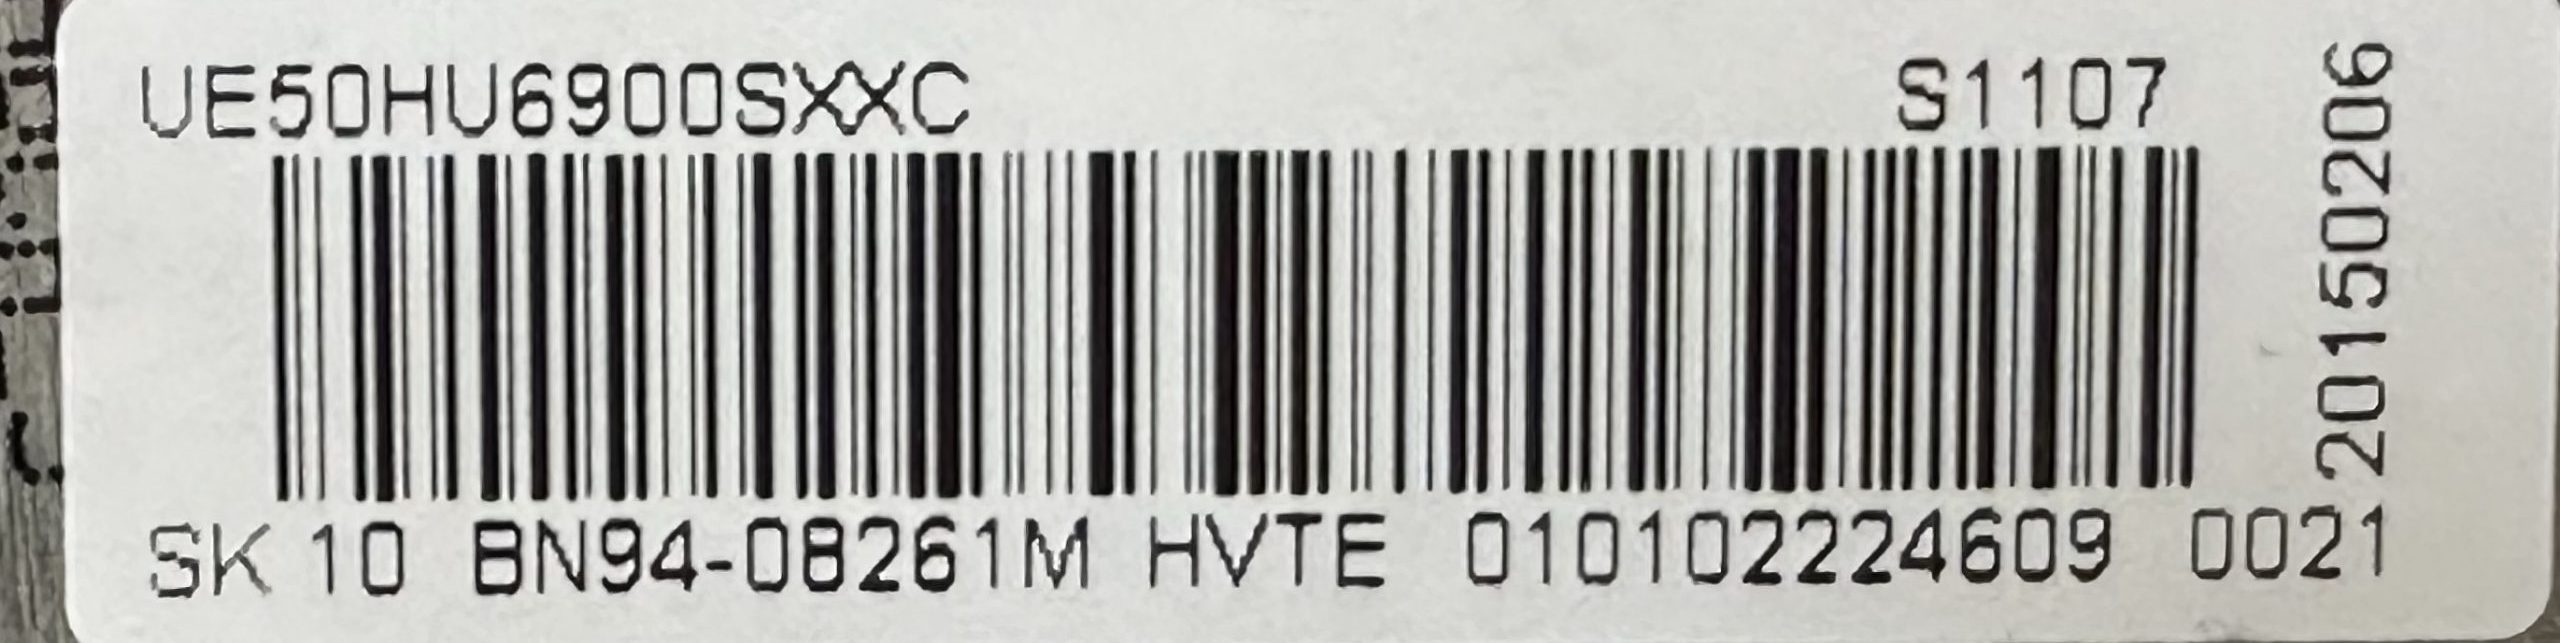 UE50HU6900SXXC S1107
20150206
SK 10 BN94-08261M HVTE 010102224609 0021